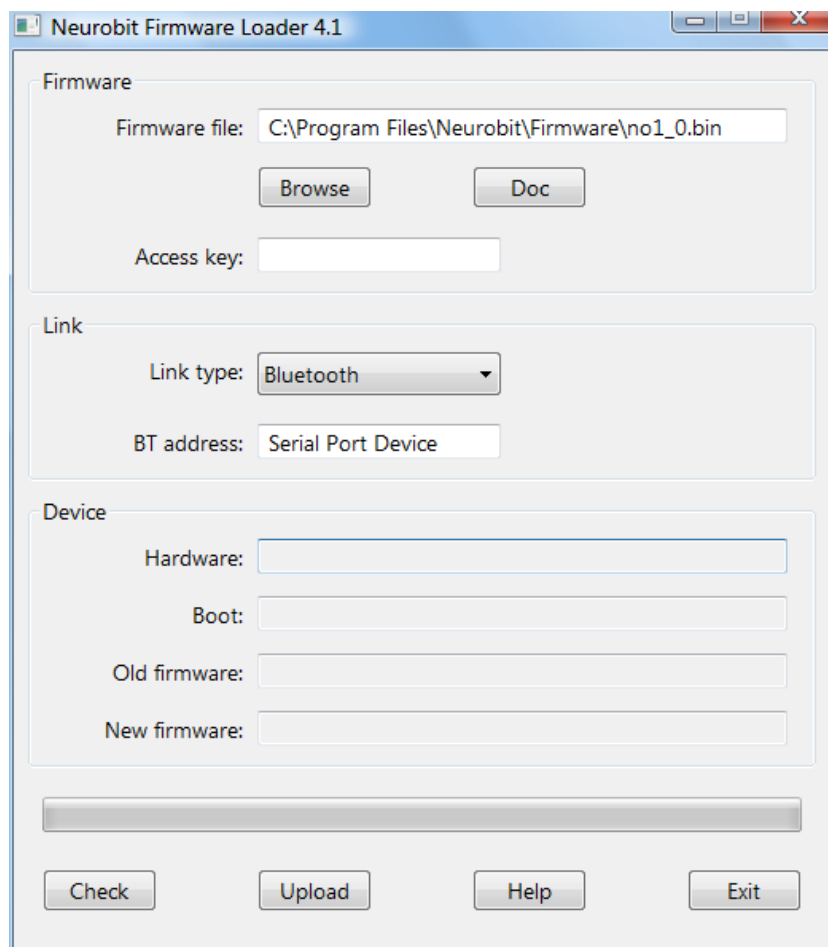 Neurobit Firmware Loader 4.1
Firmware
Firmware file: C:\Program Files\Neurobit\Firmware\no1_0.bin
Browse Doc
Access key:
Link
Link type: Bluetooth
BT address: Serial Port Device
Device
Hardware:
Boot:
Old firmware:
New firmware:
Check Upload Help Exit